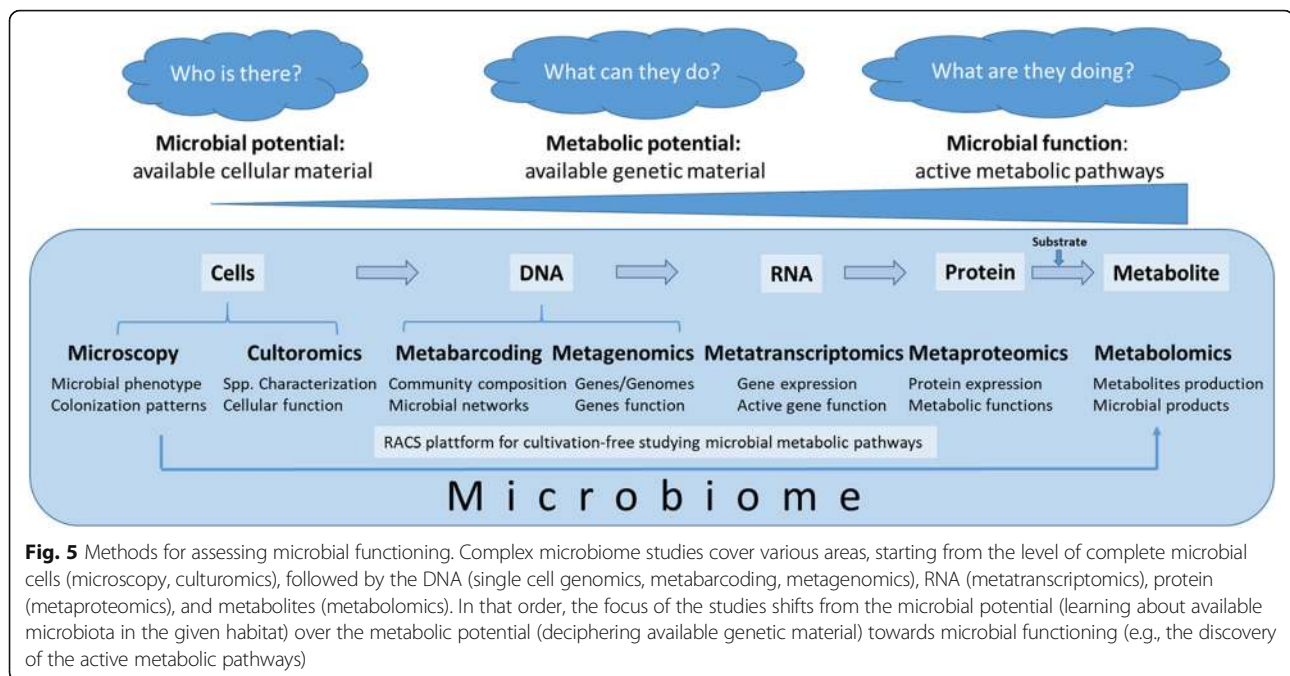 Who is there?
What can they do?
What are they doing?
Microbial potential:
available cellular material
Metabolic potential:
available genetic material
Microbial function:
active metabolic pathways
Substrate
Cells
DNA
RNA
Protein
Metabolite
Microscopy
Microbial phenotype
Colonization patterns
Cultoromics
Spp. Characterization
Cellular function
Metabarcoding
Community composition
Microbial networks
Metagenomics
Genes/Genomes
Genes function
Metatranscriptomics
Gene expression
Active gene function
Metaproteomics
Protein expression
Metabolic functions
Metabolomics
Metabolites production
Microbial products
RACS plattform for cultivation-free studying microbial metabolic pathways
Microbiome
Fig. 5 Methods for assessing microbial functioning. Complex microbiome studies cover various areas, starting from the level of complete microbial
cells (microscopy, culturomics), followed by the DNA (single cell genomics, metabarcoding, metagenomics), RNA (metatranscriptomics), protein
(metaproteomics), and metabolites (metabolomics). In that order, the focus of the studies shifts from the microbial potential (learning about available
microbiota in the given habitat) over the metabolic potential (deciphering available genetic material) towards microbial functioning (e.g., the discovery
of the active metabolic pathways)